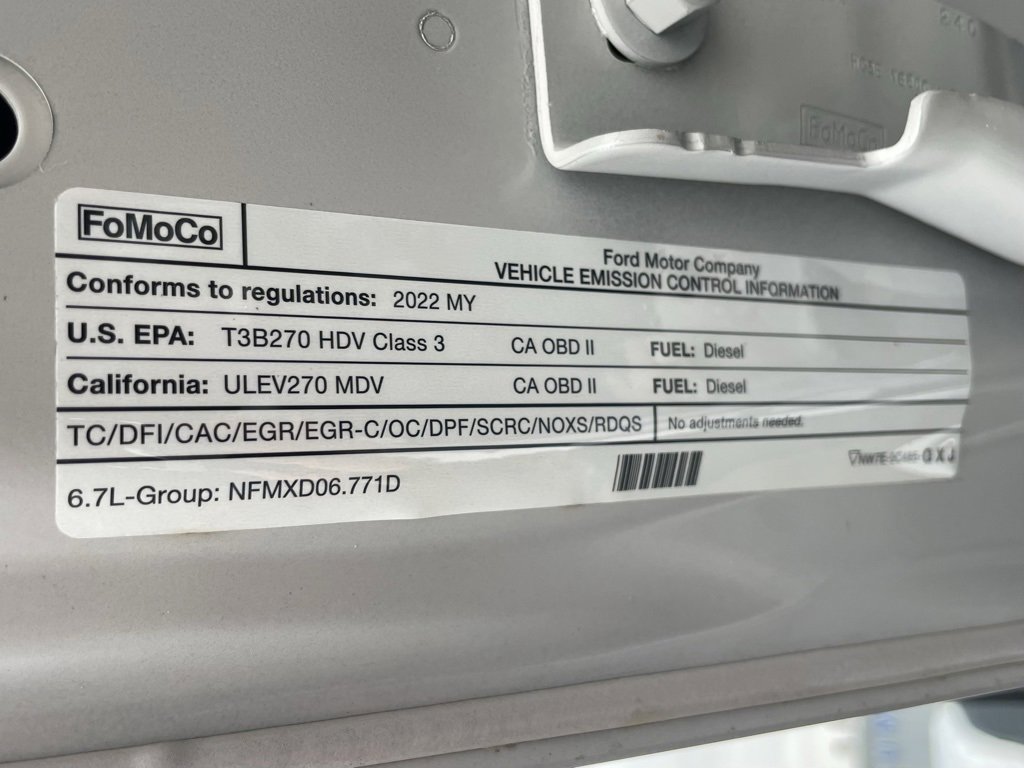 FoMoCo
FoMoCo
Ford Motor Company
VEHICLE EMISSION CONTROL INFORMATION
Conforms to regulations: 2022 MY
U.S. EPA: T3B270 HDV Class 3 CA OBD II FUEL: Diesel
California: ULEV270 MDV CA OBD II FUEL: Diesel
TC/DFI/CAC/EGR/EGR-C/OC/DPF/SCRC/NOXS/RDQS No adjustments needed.
6.7L-Group: NFMXD06.771D